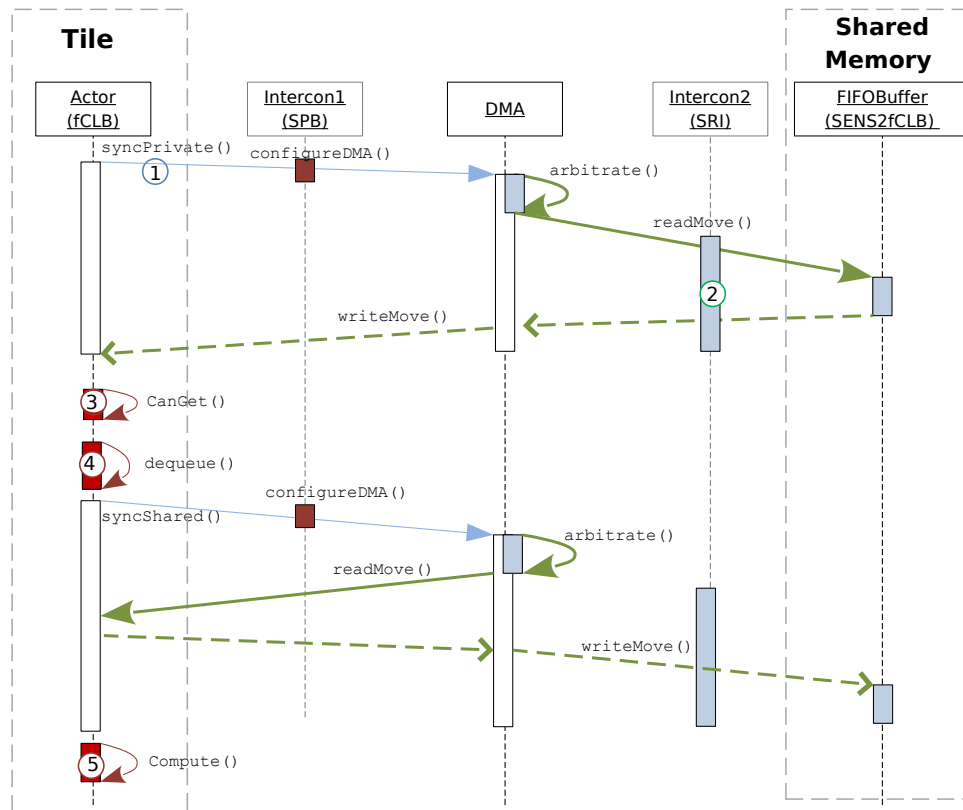 Tile
Shared
Memory
Actor
(fCLB)
Intercon1
(SPB)
DMA
Intercon2
(SRI)
FIFOBuffer
(SENS2fCLB)
syncPrivate()
configureDMA()
1
arbitrate()
readMove()
2
writeMove()
3
CanGet()
4
dequeue()
configureDMA()
syncShared()
arbitrate()
readMove()
writeMove()
5
Compute()